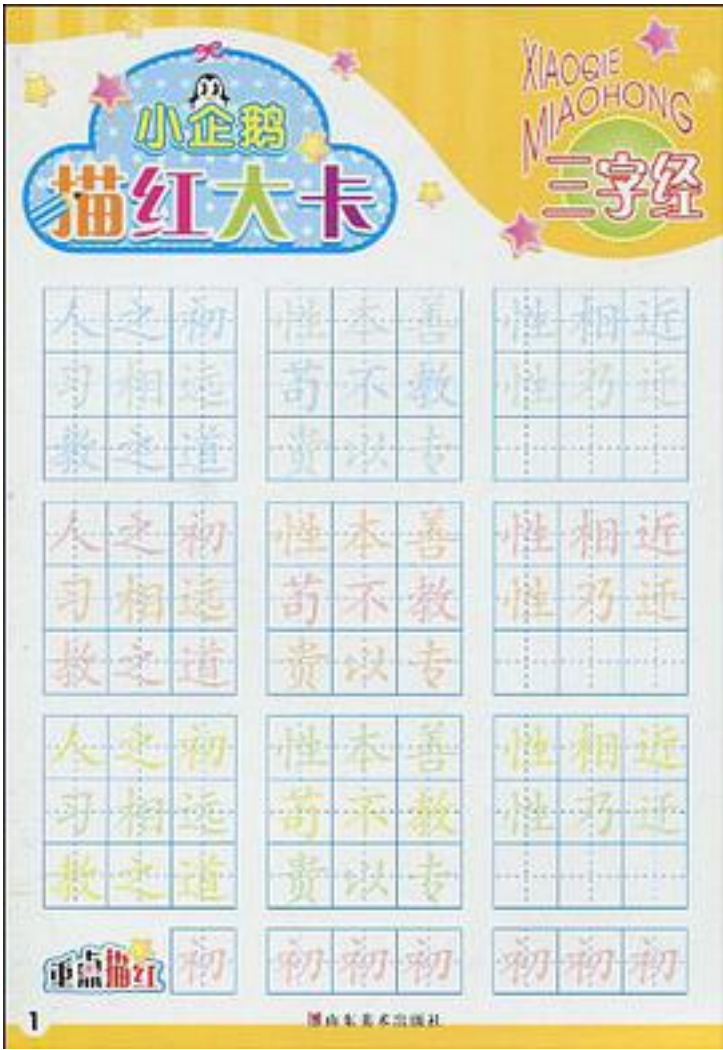 小企鹅
描红大卡
XIAOQIE
MIAOHONG
三字经
人之初 性本善 性相近
习相远 苟不教 性乃迁
教之道 贵以专
人之初 性本善 性相近
习相远 苟不教 性乃迁
教之道 贵以专
人之初 性本善 性相近
习相远 苟不教 性乃迁
教之道 贵以专
重点描红 初 初初初 初初初
1 山东美术出版社